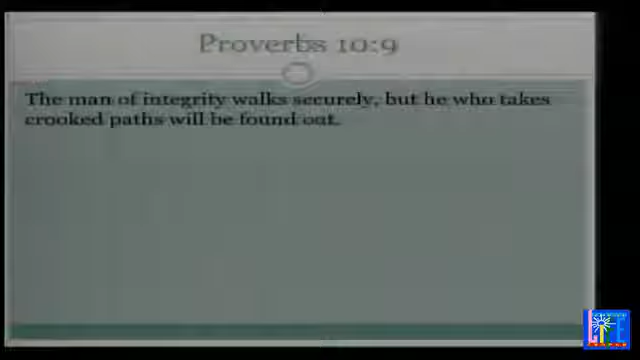 Proverbs 10:9
The man of integrity walks securely, but he who takes
crooked paths will be found out.
LIFE